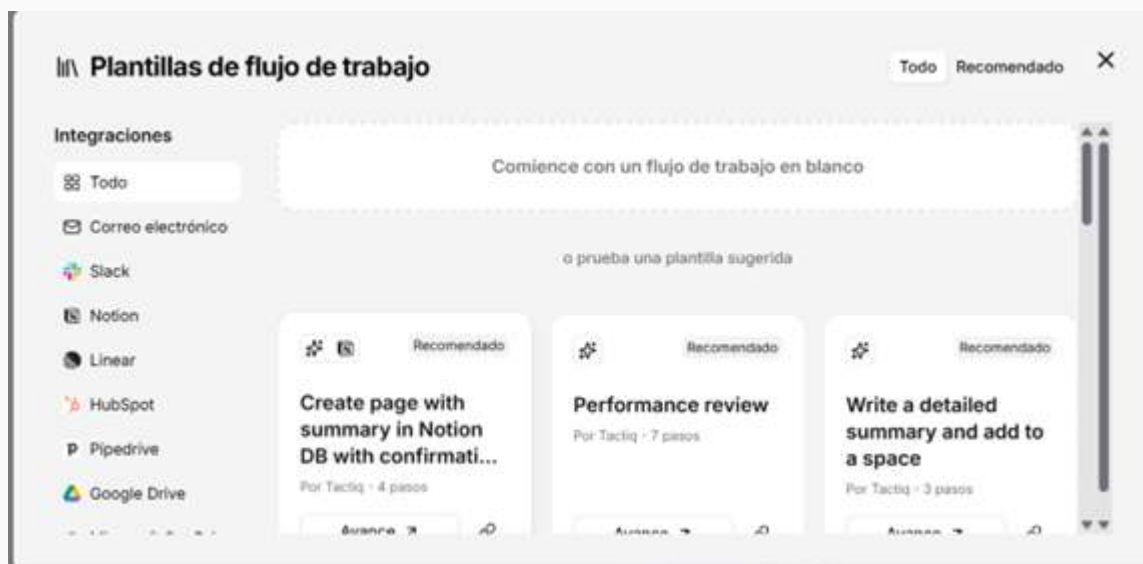 Plantillas de flujo de trabajo
Todo Recomendado
Integraciones
Todo
Correo electrónico
Slack
Notion
Linear
HubSpot
Pipedrive
Google Drive
Comience con un flujo de trabajo en blanco
o prueba una plantilla sugerida
Recomendado
Create page with
summary in Notion
DB with confirmati...
Por Tactiq - 4 pasos
Avance
Recomendado
Performance review
Por Tactiq - 7 pasos
Avance
Recomendado
Write a detailed
summary and add to
a space
Por Tactiq - 3 pasos
Avance